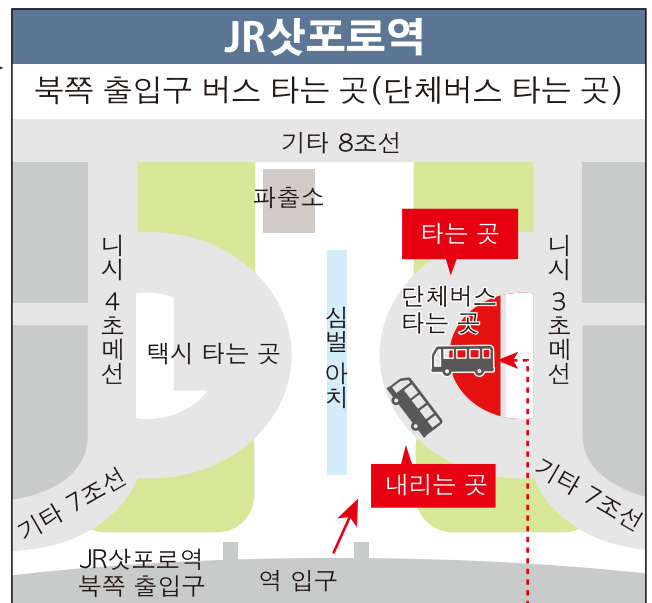 JR삿포로역
북쪽 출입구 버스 타는 곳(단체버스 타는 곳)
기타 8조선
파출소
타는 곳
니시 4초메선
니시 3초메선
단체버스
타는 곳
심벌 아치
택시 타는 곳
내리는 곳
기타 7조선
기타 7조선
JR삿포로역
북쪽 출입구
역 입구